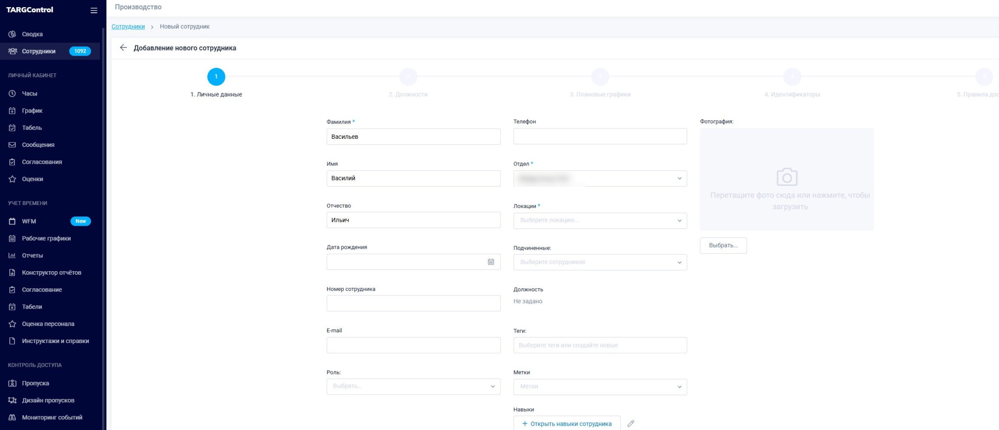 TARGControl
Сводка
Сотрудники 1092
ЛИЧНЫЙ КАБИНЕТ
Часы
График
Табель
Сообщения
Согласования
Оценки
УЧЕТ ВРЕМЕНИ
WFM New
Рабочие графики
Отчеты
Конструктор отчётов
Согласование
Табели
Оценка персонала
Инструктажи и справки
КОНТРОЛЬ ДОСТУПА
Пропуска
Дизайн пропусков
Мониторинг событий
Производство
Сотрудники > Новый сотрудник
Добавление нового сотрудника
1 2 3 4 5
1. Личные данные
2. Должности
3. Плановые графики
4. Идентификаторы
5. Правила дос
Фамилия *
Васильев
Имя
Василий
Отчество
Ильич
Дата рождения
Номер сотрудника
E-mail
Роль:
Выбрать...
Телефон
Отдел *
Локации *
Выберите локацию...
Подчиненные:
Выберите сотрудников
Должность
Не задано
Теги:
Выберите теги или создайте новые
Метки
Метки
Навыки
+ Открыть навыки сотрудника
Фотография:
Перетащите фото сюда или нажмите, чтобы
загрузить
Выбрать...